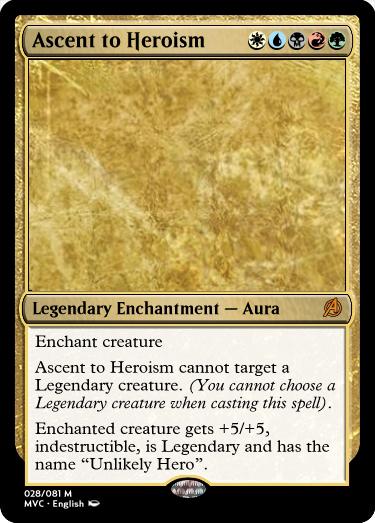 Ascent to Heroism
Legendary Enchantment — Aura
Enchant creature
Ascent to Heroism cannot target a
Legendary creature. (You cannot choose a
Legendary creature when casting this spell).
Enchanted creature gets +5/+5,
indestructible, is Legendary and has the
name “Unlikely Hero”.
028/081 M
MVC • English